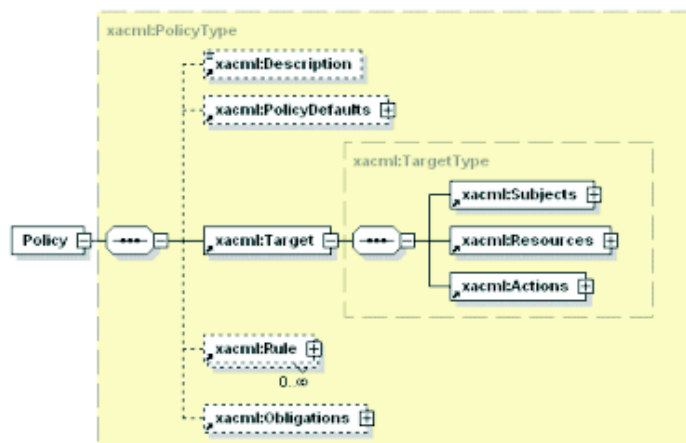 xacml:PolicyType
xacml:Description
xacml:PolicyDefaults
xacml:TargetType
xacml:Subjects
Policy
xacml:Target
xacml:Resources
xacml:Actions
xacml:Rule
0..∞
xacml:Obligations